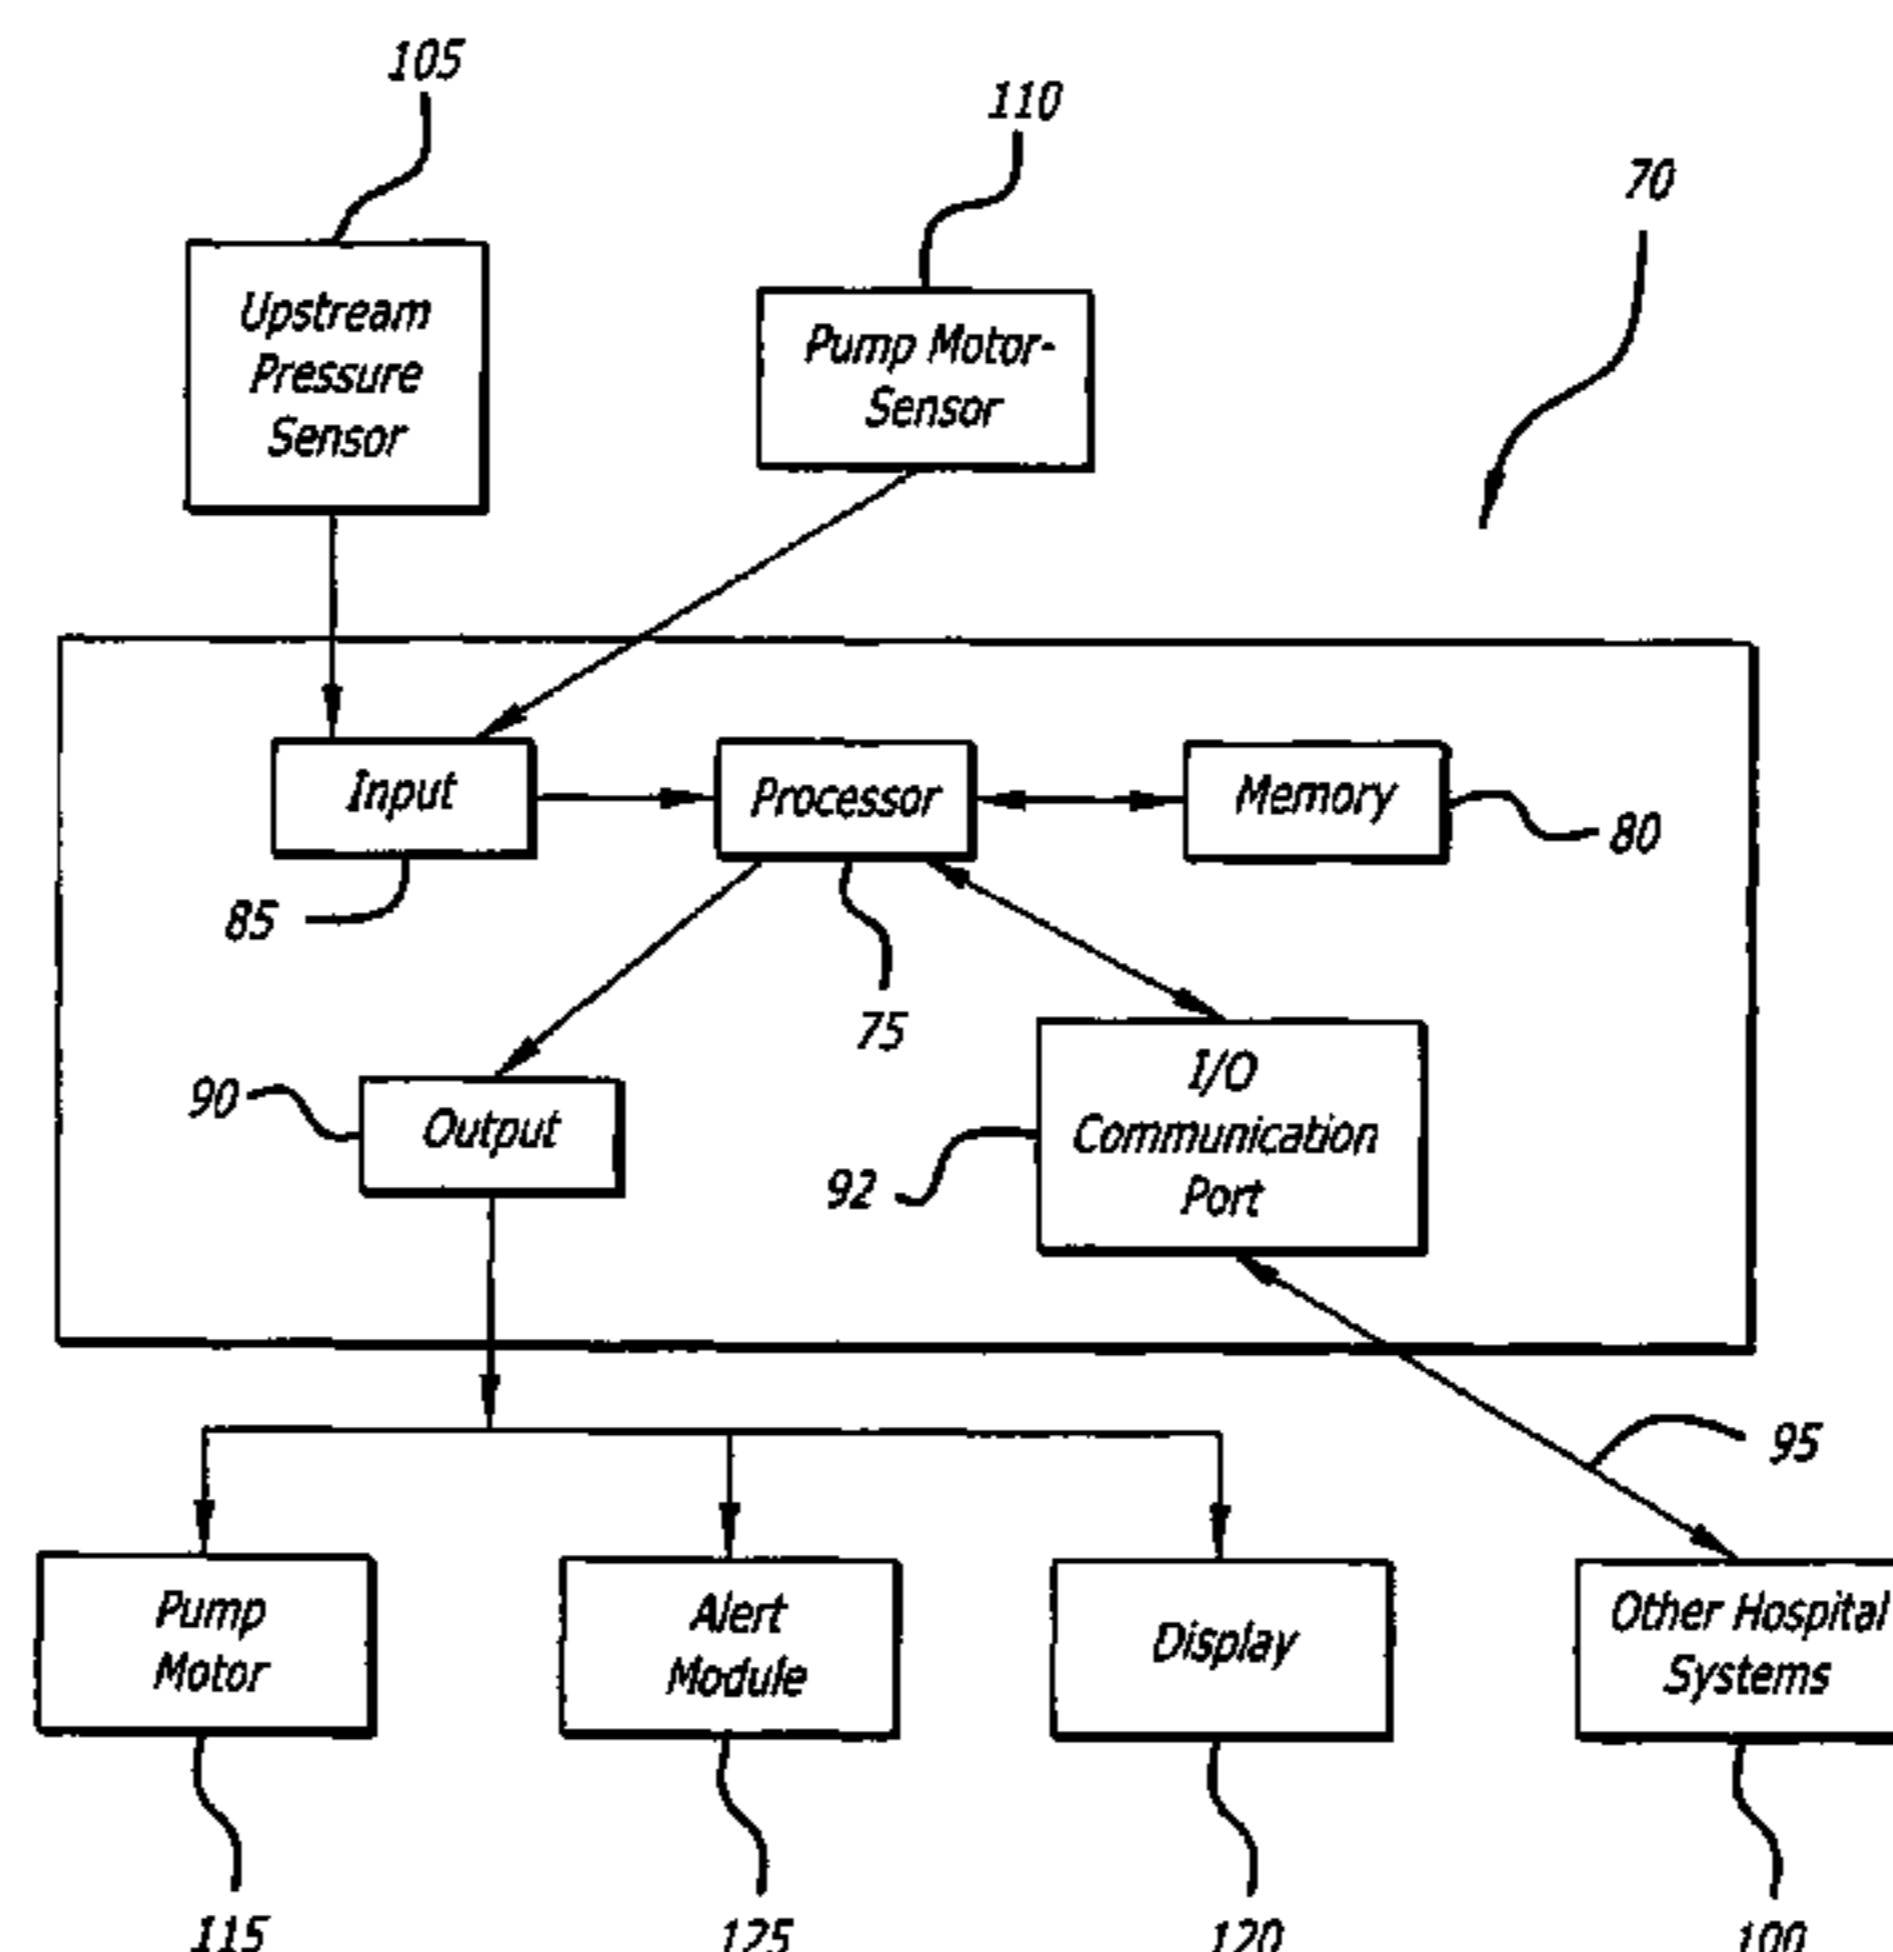 105
110
70
Upstream
Pressure
Sensor
Pump Motor-
Sensor
Input
Processor
Memory
80
85
75
90
Output
I/O
Communication
Port
92
95
Pump
Motor
Alert
Module
Display
Other Hospital
Systems
115
125
120
100